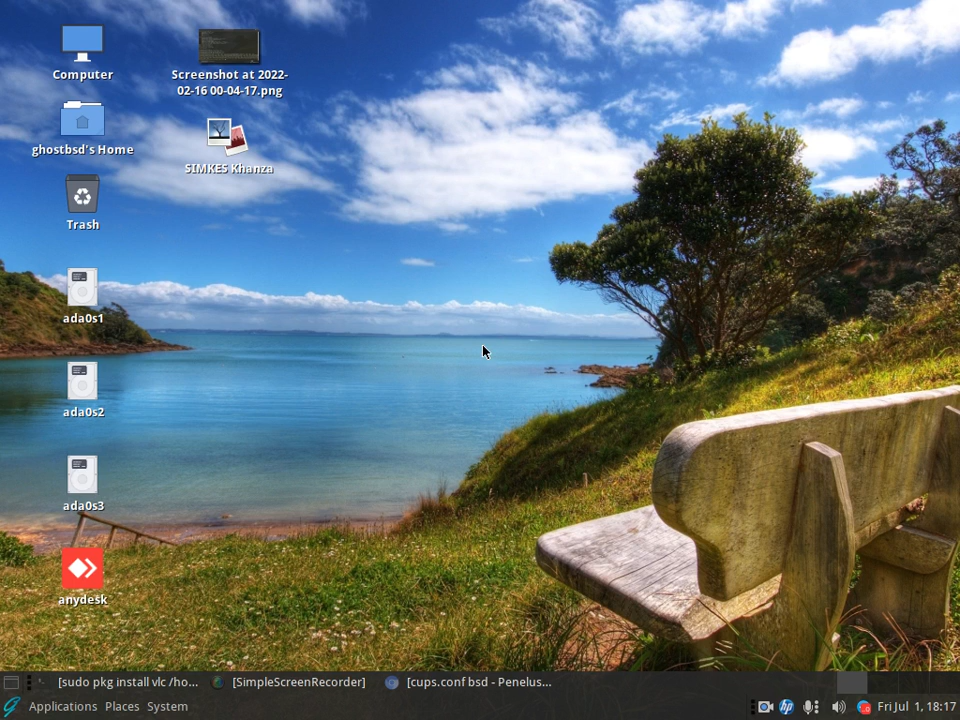 Computer
Screenshot at 2022-
02-16 00-04-17.png
ghostbsd's Home
SIMKES Khanza
Trash
ada0s1
ada0s2
ada0s3
anydesk
[sudo pkg install vlc /ho...
[SimpleScreenRecorder]
[cups.conf bsd - Penelus...
Applications Places System
Fri Jul 1, 18:17